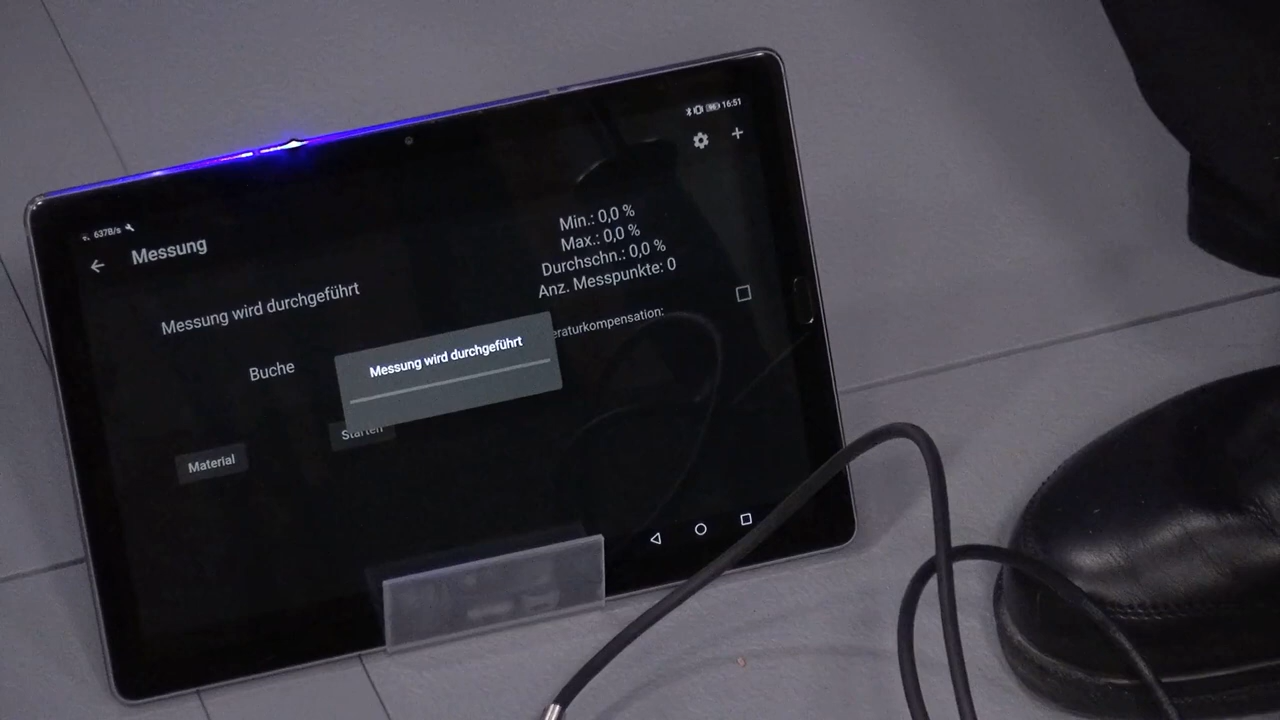 637B/s
16:51
Messung
Min.: 0,0 %
Max.: 0,0 %
Durchschn.: 0,0 %
Anz. Messpunkte: 0
Messung wird durchgeführt
eraturkompensation:
Buche
Messung wird durchgeführt
Starten
Material